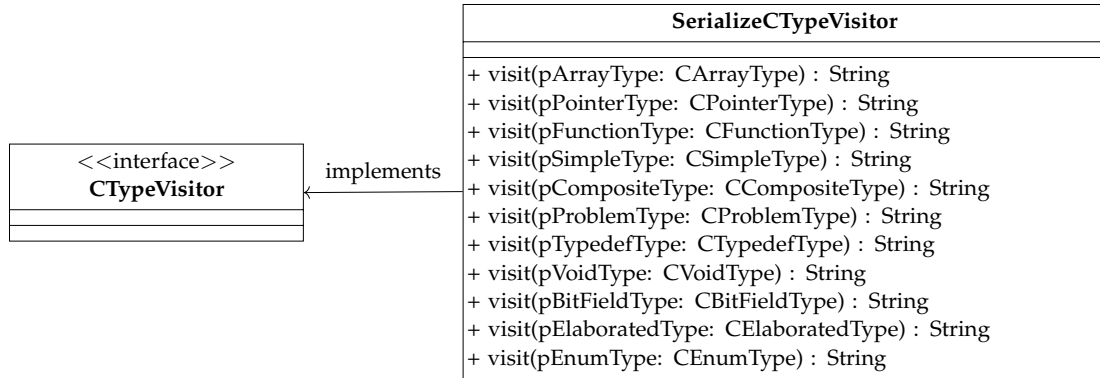 <<interface>>
CTypeVisitor
implements
SerializeCTypeVisitor
+ visit(pArrayType: CArrayType) : String
+ visit(pPointerType: CPointerType) : String
+ visit(pFunctionType: CFunctionType) : String
+ visit(pSimpleType: CSimpleType) : String
+ visit(pCompositeType: CCompositeType) : String
+ visit(pProblemType: CProblemType) : String
+ visit(pTypedefType: CTypedefType) : String
+ visit(pVoidType: CVoidType) : String
+ visit(pBitFieldType: CBitFieldType) : String
+ visit(pElaboratedType: CElaboratedType) : String
+ visit(pEnumType: CEnumType) : String